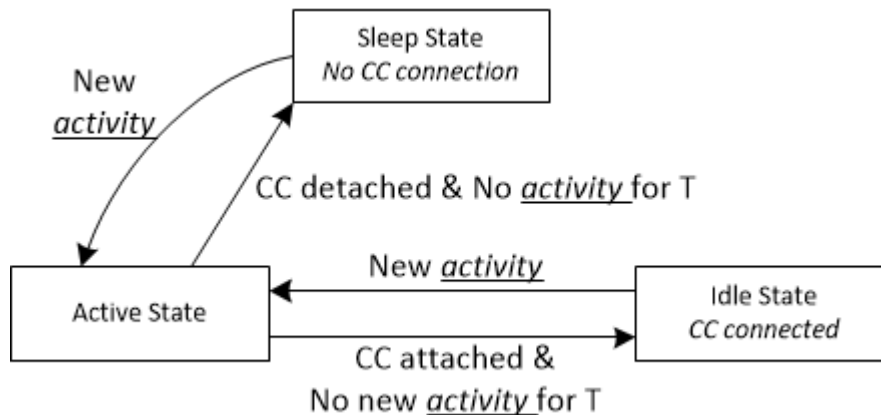 Sleep State
No CC connection
New
activity
CC detached & No activity for T
New activity
Active State
Idle State
CC connected
CC attached &
No new activity for T